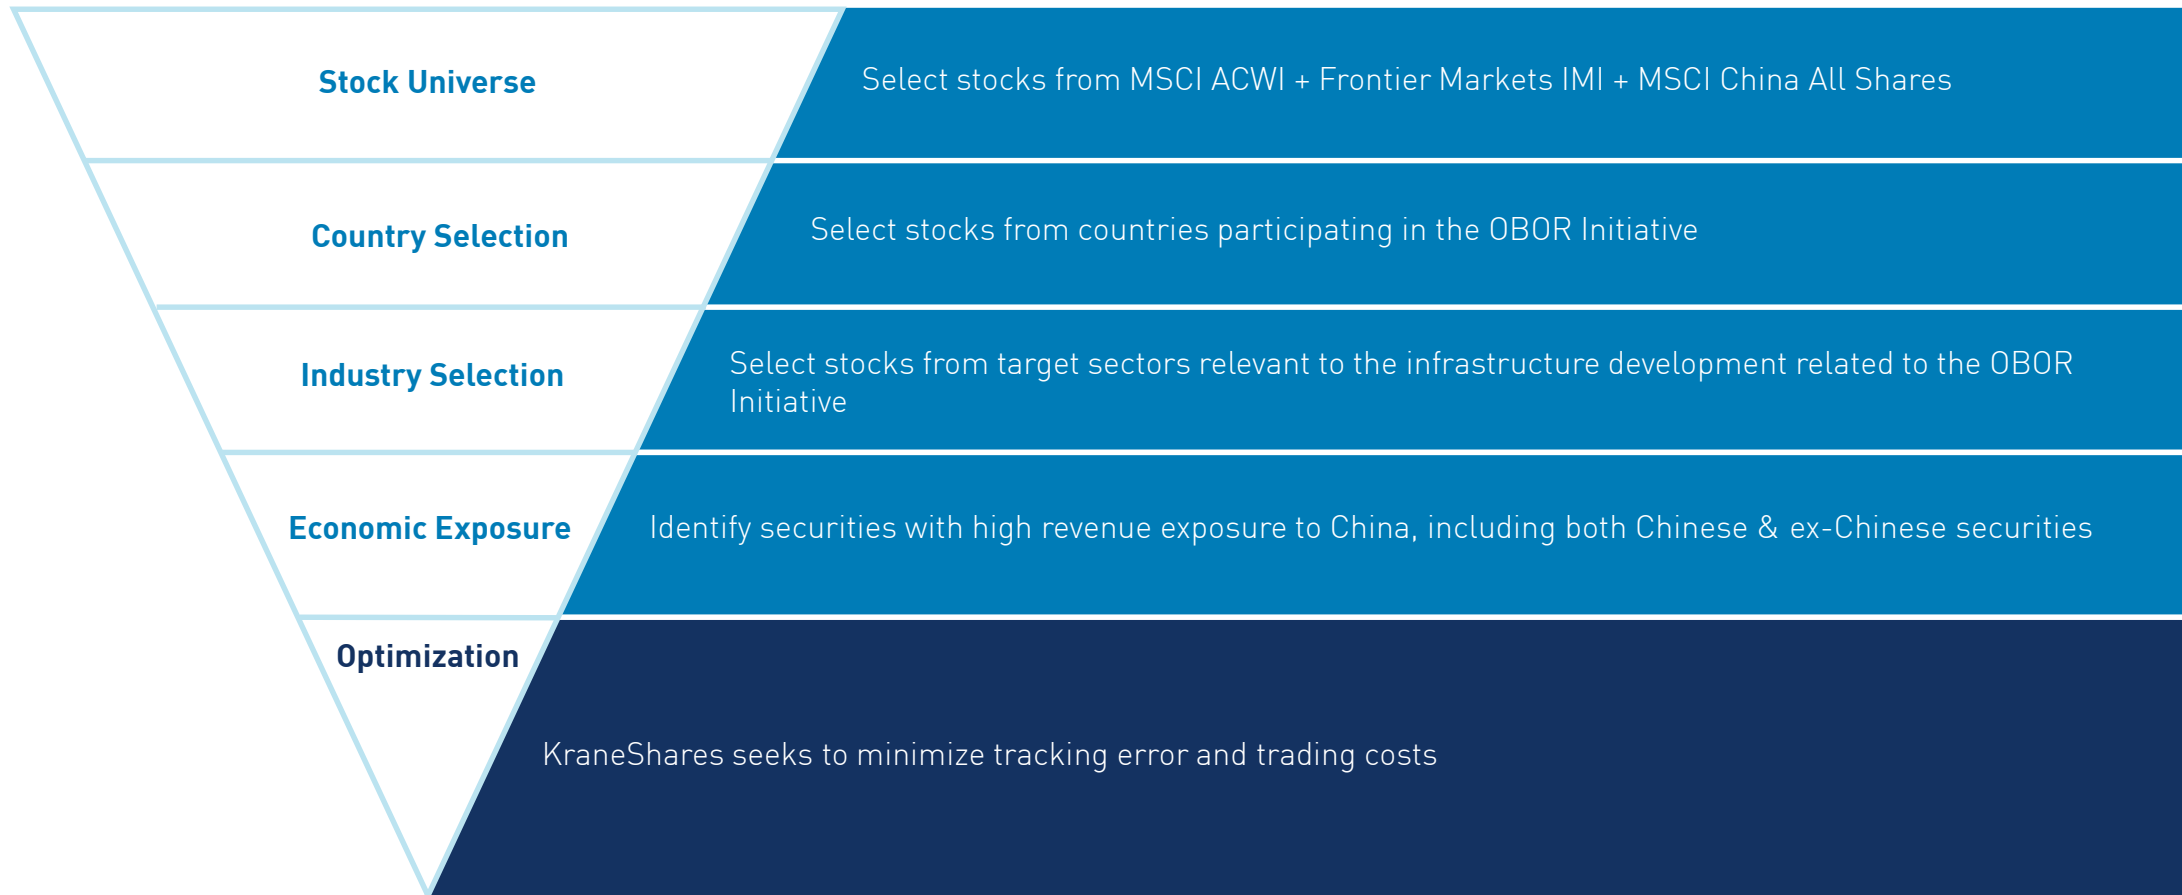 Stock Universe
Select stocks from MSCI ACWI + Frontier Markets IMI + MSCI China All Shares
Country Selection
Select stocks from countries participating in the OBOR Initiative
Industry Selection
Select stocks from target sectors relevant to the infrastructure development related to the OBOR
Initiative
Economic Exposure
Identify securities with high revenue exposure to China, including both Chinese & ex-Chinese securities
Optimization
KraneShares seeks to minimize tracking error and trading costs